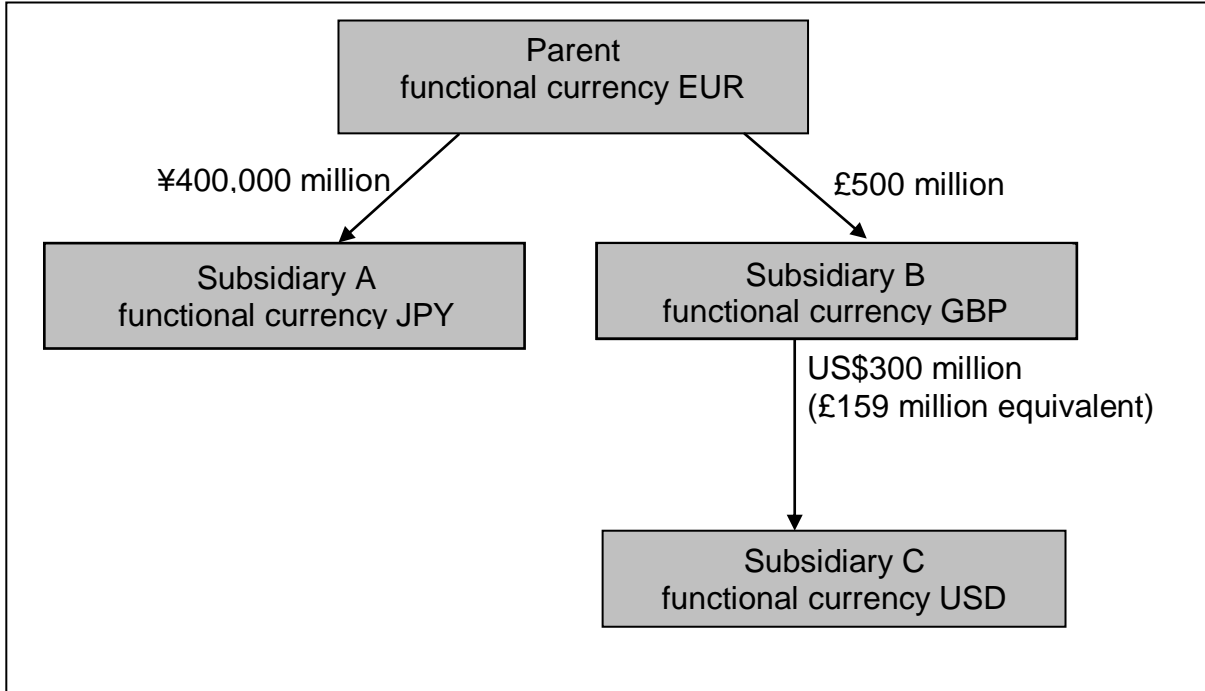 Parent
functional currency EUR
¥400,000 million
£500 million
Subsidiary A
functional currency JPY
Subsidiary B
functional currency GBP
US$300 million
(£159 million equivalent)
Subsidiary C
functional currency USD